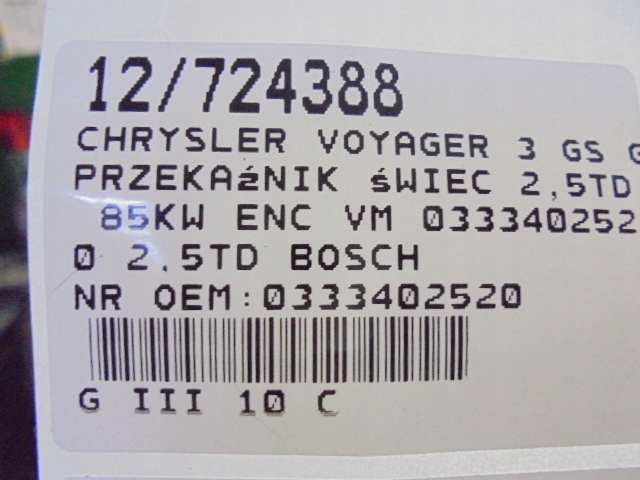 12/724388
CHRYSLER VOYAGER 3 GS G
PRZEKAźNIK śWIEC 2,5TD
85KW ENC VM 033340252
0 2.5TD BOSCH
NR OEM:0333402520
G III 10 C